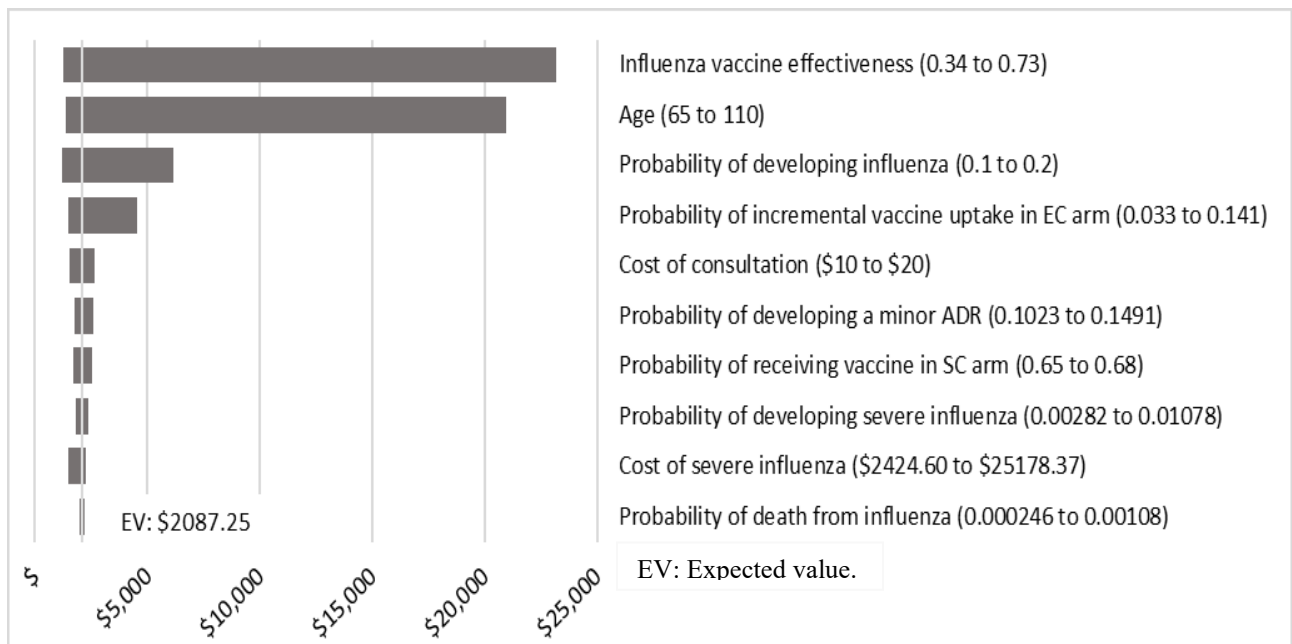 Influenza vaccine effectiveness (0.34 to 0.73)
Age (65 to 110)
Probability of developing influenza (0.1 to 0.2)
Probability of incremental vaccine uptake in EC arm (0.033 to 0.141)
Cost of consultation ($10 to $20)
Probability of developing a minor ADR (0.1023 to 0.1491)
Probability of receiving vaccine in SC arm (0.65 to 0.68)
Probability of developing severe influenza (0.00282 to 0.01078)
Cost of severe influenza ($2424.60 to $25178.37)
EV: $2087.25
Probability of death from influenza (0.000246 to 0.00108)
EV: Expected value.
$
$5,000
$10,000
$15,000
$20,000
$25,000